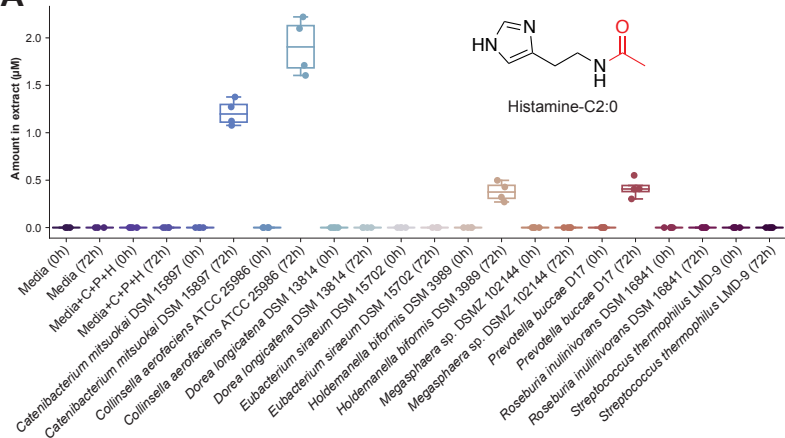 A
Amount in extract (μM)
2.0
1.5
1.0
0.5
0.0
HN
N
O
N
H
Histamine-C2:0
Media (0h)
Media (72h)
Media+C+P+H (0h)
Media+C+P+H (72h)
Catenibacterium mitsuokai DSM 15897 (0h)
Catenibacterium mitsuokai DSM 15897 (72h)
Collinsella aerofaciens ATCC 25986 (0h)
Collinsella aerofaciens ATCC 25986 (72h)
Dorea longicatena DSM 13814 (0h)
Dorea longicatena DSM 13814 (72h)
Eubacterium siraeum DSM 15702 (0h)
Eubacterium siraeum DSM 15702 (72h)
Holdemanella biformis DSM 3989 (0h)
Holdemanella biformis DSM 3989 (72h)
Megasphaera sp. DSMZ 102144 (0h)
Megasphaera sp. DSMZ 102144 (72h)
Prevotella buccae D17 (0h)
Prevotella buccae D17 (72h)
Roseburia inulinivorans DSM 16841 (0h)
Roseburia inulinivorans DSM 16841 (72h)
Streptococcus thermophilus LMD-9 (0h)
Streptococcus thermophilus LMD-9 (72h)